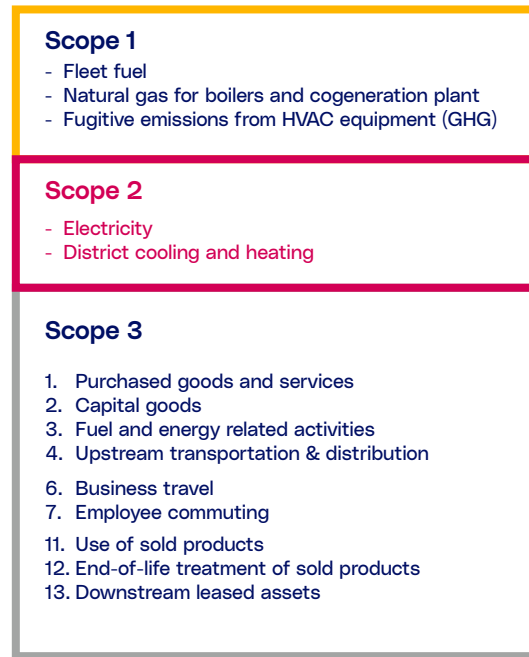 Scope 1
- Fleet fuel
- Natural gas for boilers and cogeneration plant
- Fugitive emissions from HVAC equipment (GHG)
Scope 2
- Electricity
- District cooling and heating
Scope 3
1. Purchased goods and services
2. Capital goods
3. Fuel and energy related activities
4. Upstream transportation & distribution
6. Business travel
7. Employee commuting
11. Use of sold products
12. End-of-life treatment of sold products
13. Downstream leased assets